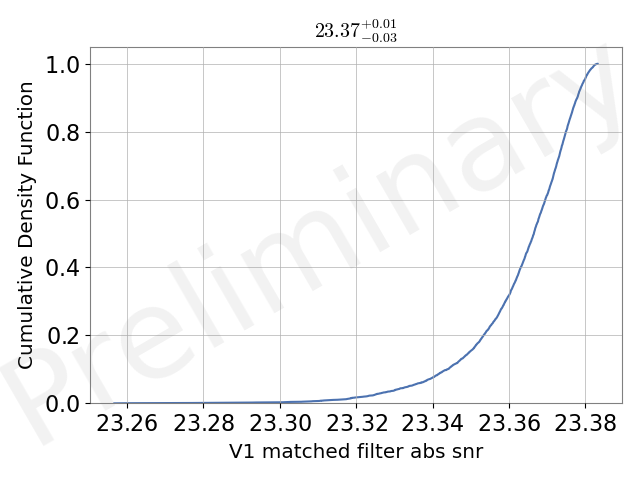 23.37+0.01−0.03
Cumulative Density Function
1.0
0.8
0.6
0.4
0.2
0.0
23.26 23.28 23.30 23.32 23.34 23.36 23.38
V1 matched filter abs snr
Preliminary